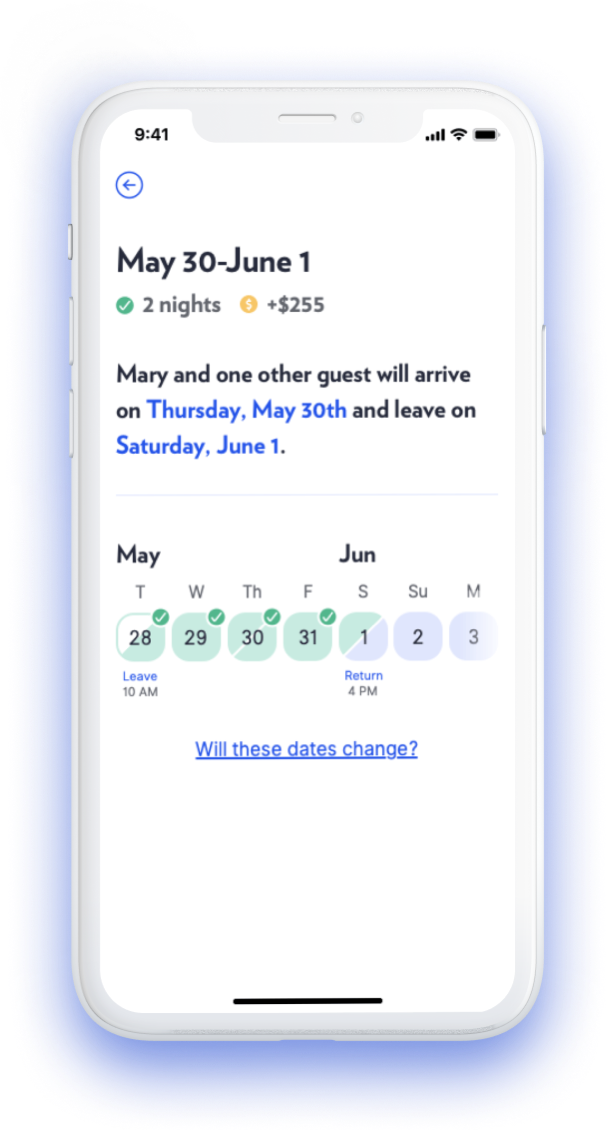 9:41
May 30-June 1
2 nights $ +$255
Mary and one other guest will arrive
on Thursday, May 30th and leave on
Saturday, June 1.
May Jun
T W Th F S Su M
28 29 30 31 1 2 3
Leave Return
10 AM 4 PM
Will these dates change?